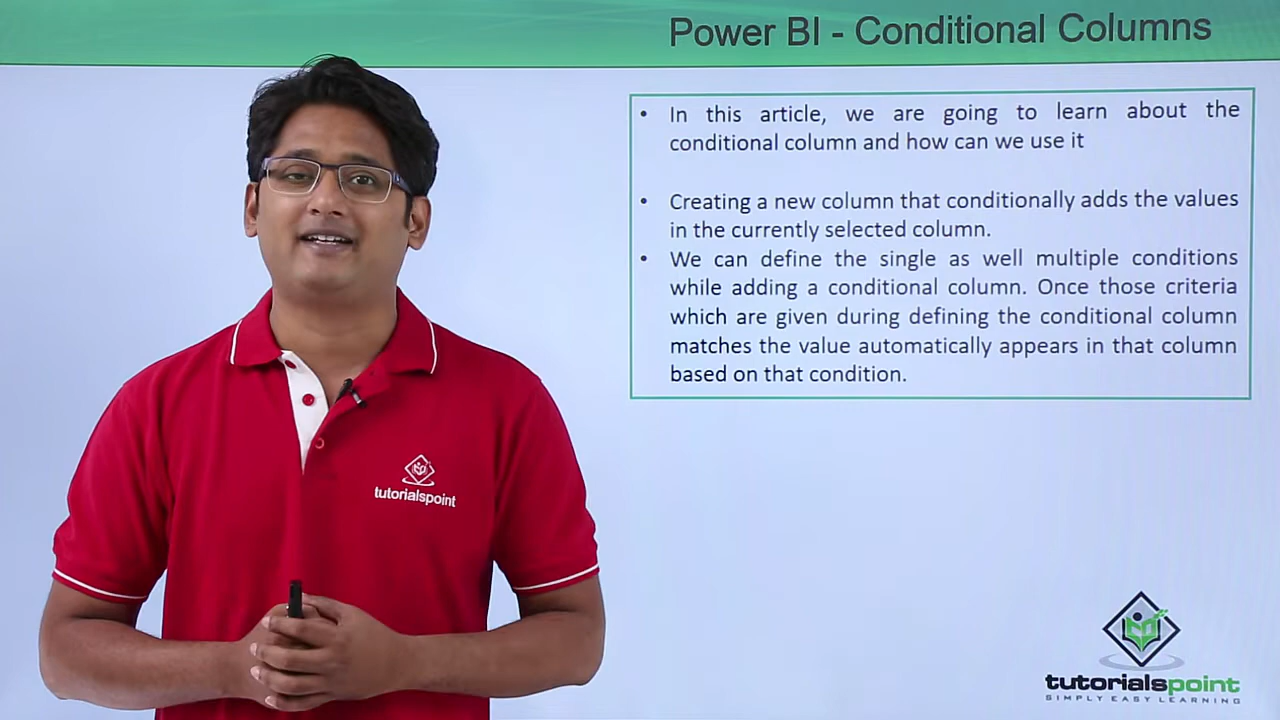 Power BI - Conditional Columns
• In this article, we are going to learn about the
conditional column and how can we use it
• Creating a new column that conditionally adds the values
in the currently selected column.
• We can define the single as well multiple conditions
while adding a conditional column. Once those criteria
which are given during defining the conditional column
matches the value automatically appears in that column
based on that condition.
tutorialspoint
tutorialspoint
SIMPLY EASY LEARNING